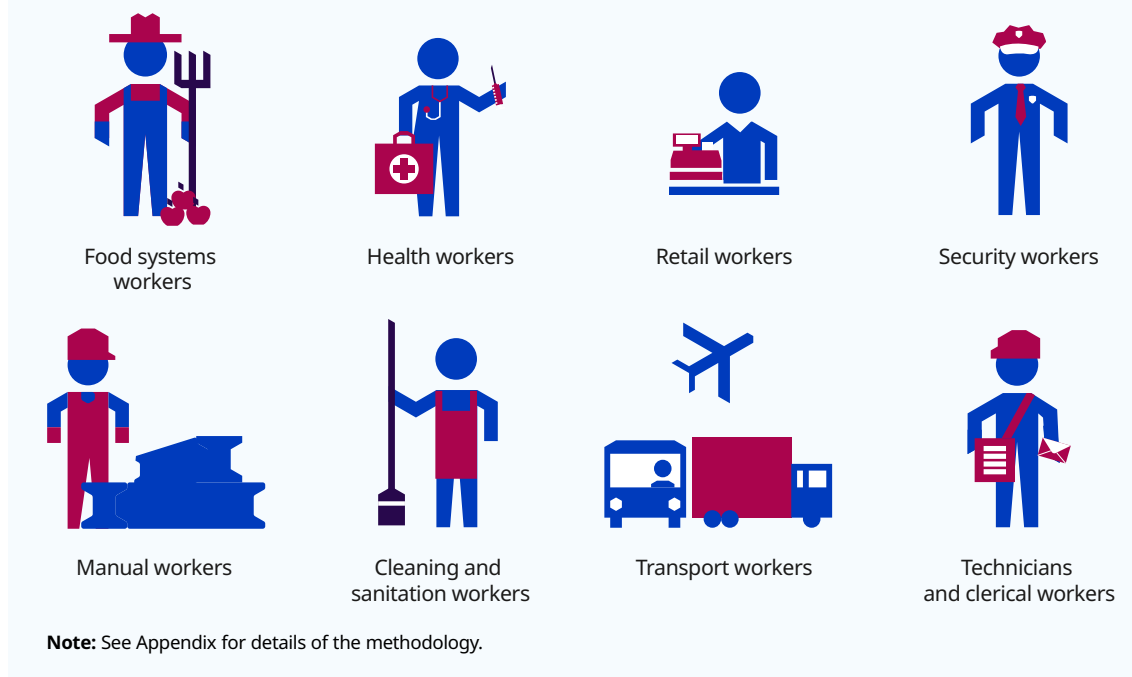 Food systems
workers
Health workers
Retail workers
Security workers
Manual workers
Cleaning and
sanitation workers
Transport workers
Technicians
and clerical workers
Note: See Appendix for details of the methodology.